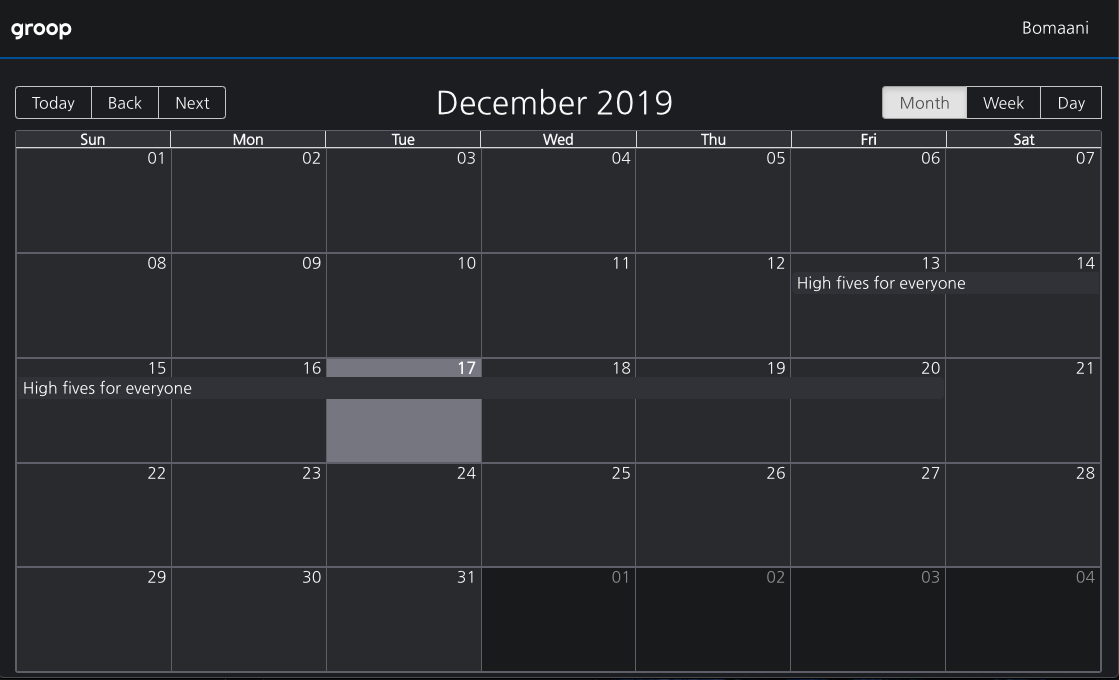 groop Bomaani
Today Back Next December 2019 Month Week Day
Sun Mon Tue Wed Thu Fri Sat
01 02 03 04 05 06 07
08 09 10 11 12 13 14
High fives for everyone
15 16 17 18 19 20 21
High fives for everyone
22 23 24 25 26 27 28
29 30 31 01 02 03 04